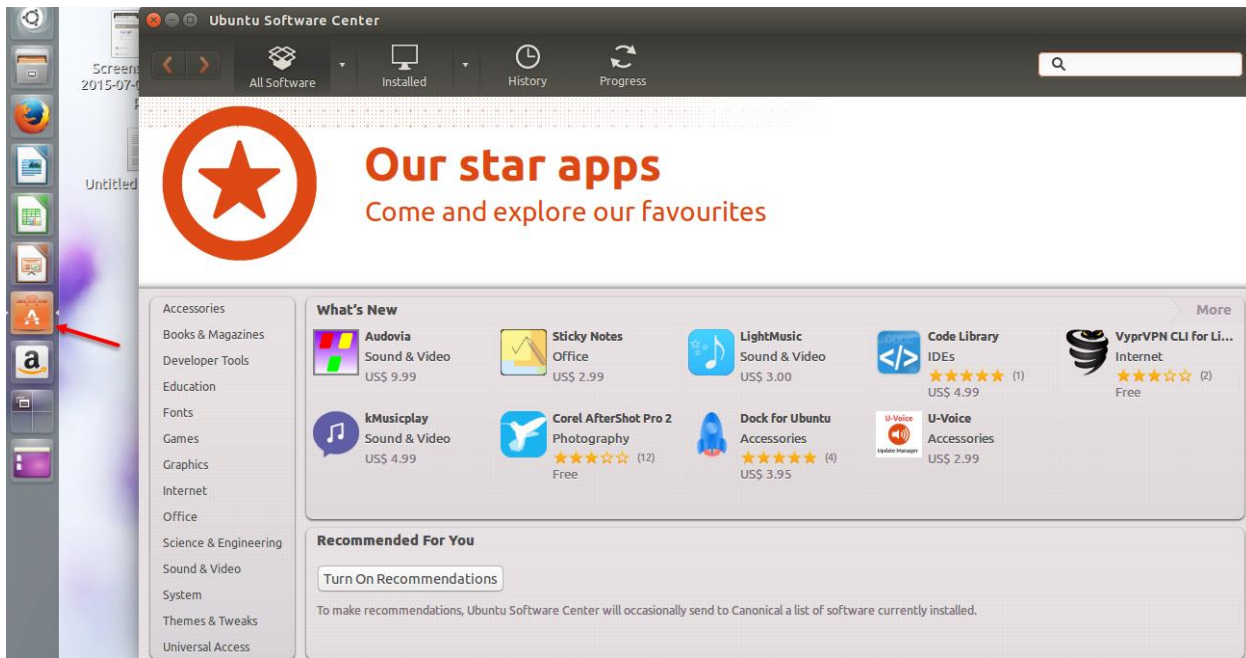 Ubuntu Software Center
All Software
Installed
History
Progress
Screens
2015-07-0
Untitled
Our star apps
Come and explore our favourites
Accessories
Books & Magazines
Developer Tools
Education
Fonts
Games
Graphics
Internet
Office
Science & Engineering
Sound & Video
System
Themes & Tweaks
Universal Access
What's New
More
Audovia
Sound & Video
US$ 9.99
Sticky Notes
Office
US$ 2.99
LightMusic
Sound & Video
US$ 3.00
Code Library
IDEs
(1)
US$ 4.99
VyprVPN CLI for Li...
Internet
(2)
Free
kMusicplay
Sound & Video
US$ 4.99
Corel AfterShot Pro 2
Photography
(12)
Free
Dock for Ubuntu
Accessories
(4)
US$ 3.95
U-Voice
Update Manager
U-Voice
Accessories
US$ 2.99
Recommended For You
Turn On Recommendations
To make recommendations, Ubuntu Software Center will occasionally send to Canonical a list of software currently installed.